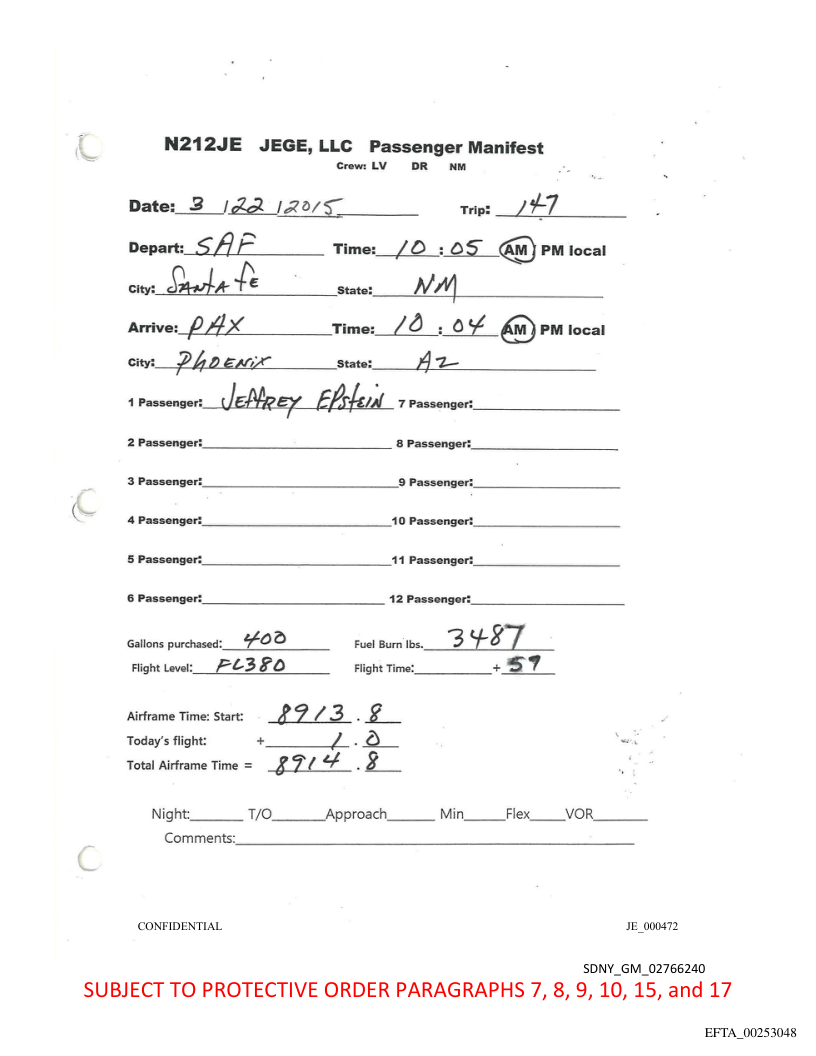 N212JE JEGE, LLC Passenger Manifest
Crew: LV DR NM
Date: 3 / 22 / 2015 Trip: 147
Depart: SAF Time: 10 : 05 AM PM local
City: SANTA FE State: NM
Arrive: PAX Time: 10 : 04 AM PM local
City: PHOENIX State: AZ
1 Passenger: JEFFREY EPSTEIN 7 Passenger:
2 Passenger: 8 Passenger:
3 Passenger: 9 Passenger:
4 Passenger: 10 Passenger:
5 Passenger: 11 Passenger:
6 Passenger: 12 Passenger:
Gallons purchased: 400 Fuel Burn lbs. 3487
Flight Level: FL380 Flight Time: + 59
Airframe Time: Start: 8913 . 8
Today's flight: + 1 . 0
Total Airframe Time = 8914 . 8
Night: T/O Approach Min Flex VOR
Comments:
CONFIDENTIAL JE_000472
SDNY_GM_02766240
SUBJECT TO PROTECTIVE ORDER PARAGRAPHS 7, 8, 9, 10, 15, and 17
EFTA_00253048